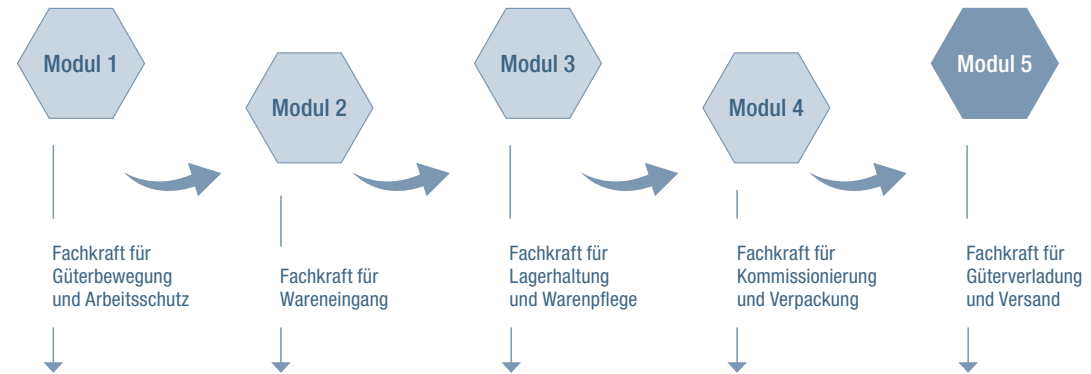 Modul 1
Modul 2
Modul 3
Modul 4
Modul 5
Fachkraft für
Güterbewegung
und Arbeitsschutz
Fachkraft für
Wareneingang
Fachkraft für
Lagerhaltung
und Warenpflege
Fachkraft für
Kommissionierung
und Verpackung
Fachkraft für
Güterverladung
und Versand